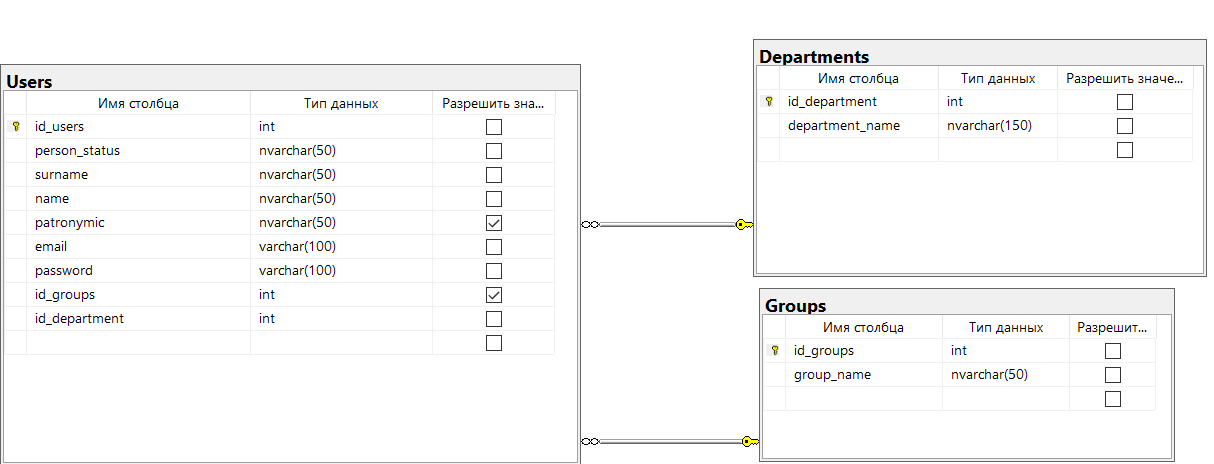 Users
Имя столбца Тип данных Разрешить зна...
id_users int
person_status nvarchar(50)
surname nvarchar(50)
name nvarchar(50)
patronymic nvarchar(50)
email varchar(100)
password varchar(100)
id_groups int
id_department int
Departments
Имя столбца Тип данных Разрешить значе...
id_department int
department_name nvarchar(150)
Groups
Имя столбца Тип данных Разрешит...
id_groups int
group_name nvarchar(50)